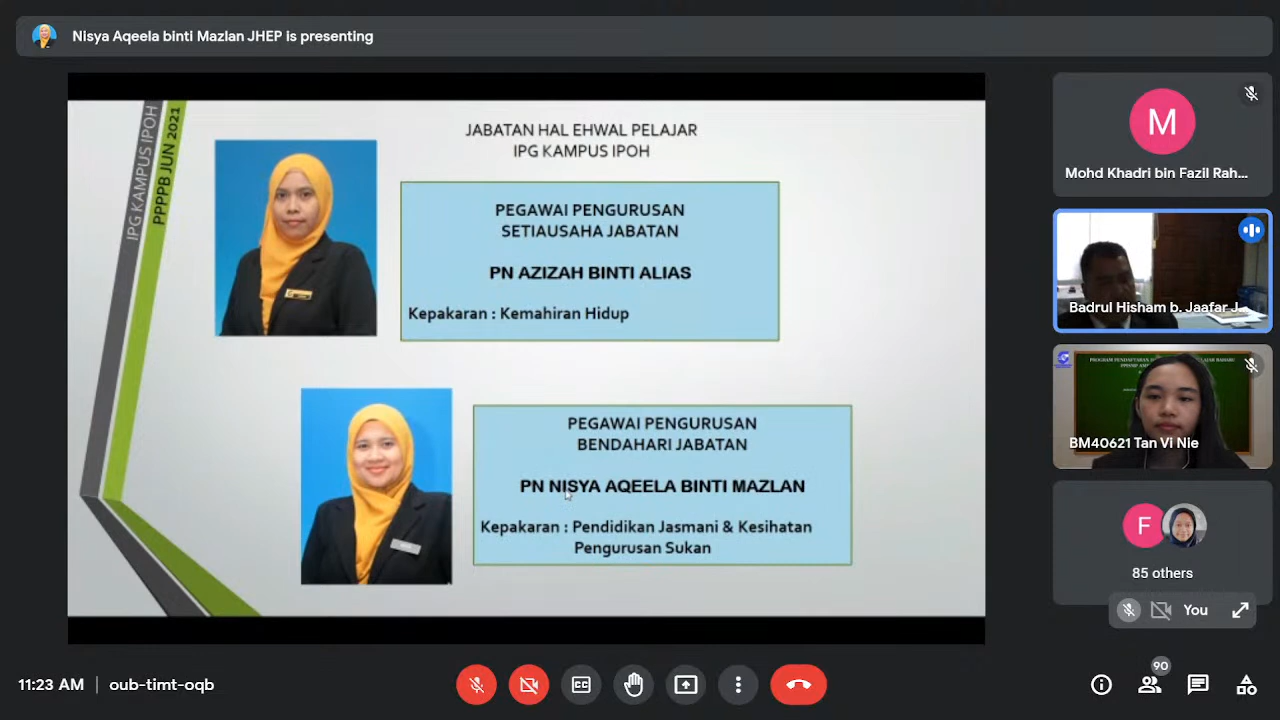 Nisya Aqeela binti Mazlan JHEP is presenting
IPG KAMPUS IPOH
PPPPB JUN 2021
JABATAN HAL EHWAL PELAJAR
IPG KAMPUS IPOH
PEGAWAI PENGURUSAN
SETIAUSAHA JABATAN
PN AZIZAH BINTI ALIAS
Kepakaran : Kemahiran Hidup
PEGAWAI PENGURUSAN
BENDAHARI JABATAN
PN NISYA AQEELA BINTI MAZLAN
Kepakaran : Pendidikan Jasmani & Kesihatan
Pengurusan Sukan
M
Mohd Khadri bin Fazil Rah...
Badrul Hisham b. Jaafar J...
BM40621 Tan Vi Nie
F
85 others
You
11:23 AM | oub-timt-oqb
CC
90